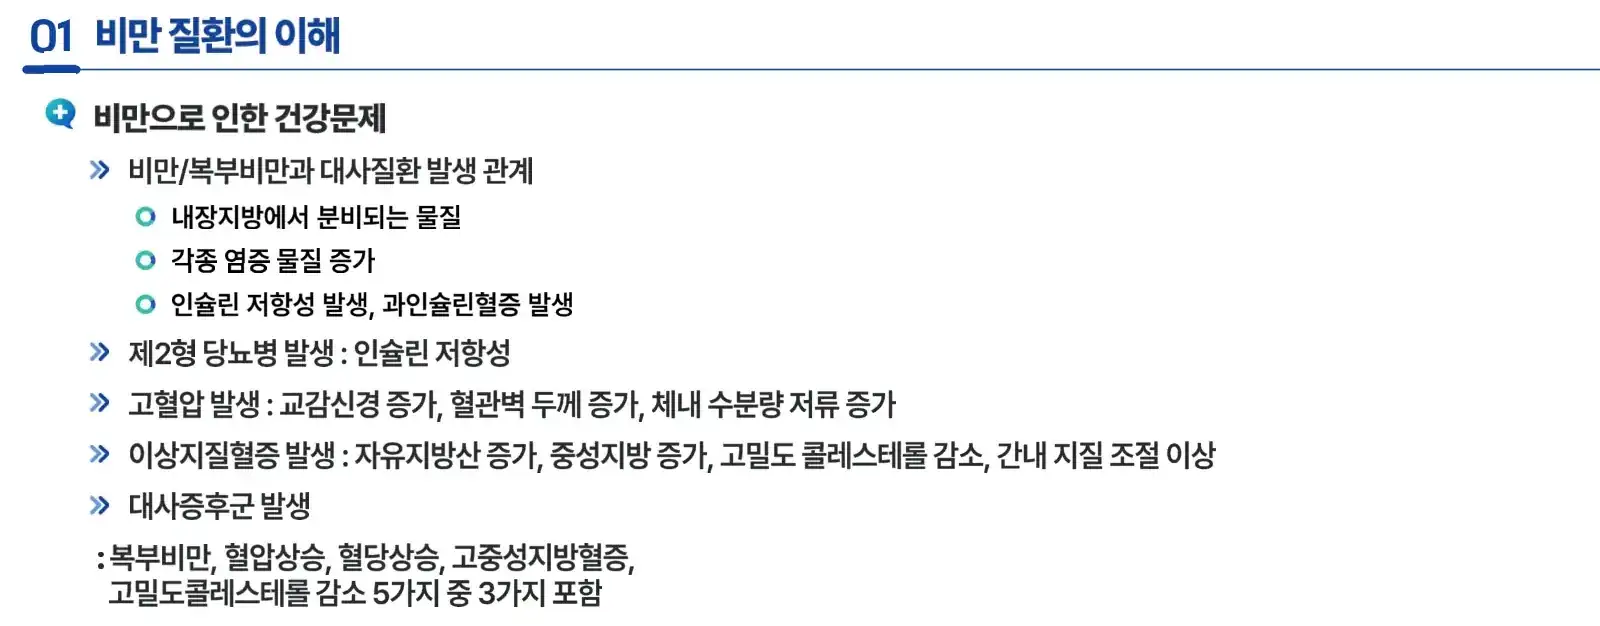 01 비만 질환의 이해
비만으로 인한 건강문제
비만/복부비만과 대사질환 발생 관계
내장지방에서 분비되는 물질
각종 염증 물질 증가
인슐린 저항성 발생, 과인슐린혈증 발생
제2형 당뇨병 발생 : 인슐린 저항성
고혈압 발생 : 교감신경 증가, 혈관벽 두께 증가, 체내 수분량 저류 증가
이상지질혈증 발생 : 자유지방산 증가, 중성지방 증가, 고밀도 콜레스테롤 감소, 간내 지질 조절 이상
대사증후군 발생
: 복부비만, 혈압상승, 혈당상승, 고중성지방혈증,
고밀도콜레스테롤 감소 5가지 중 3가지 포함